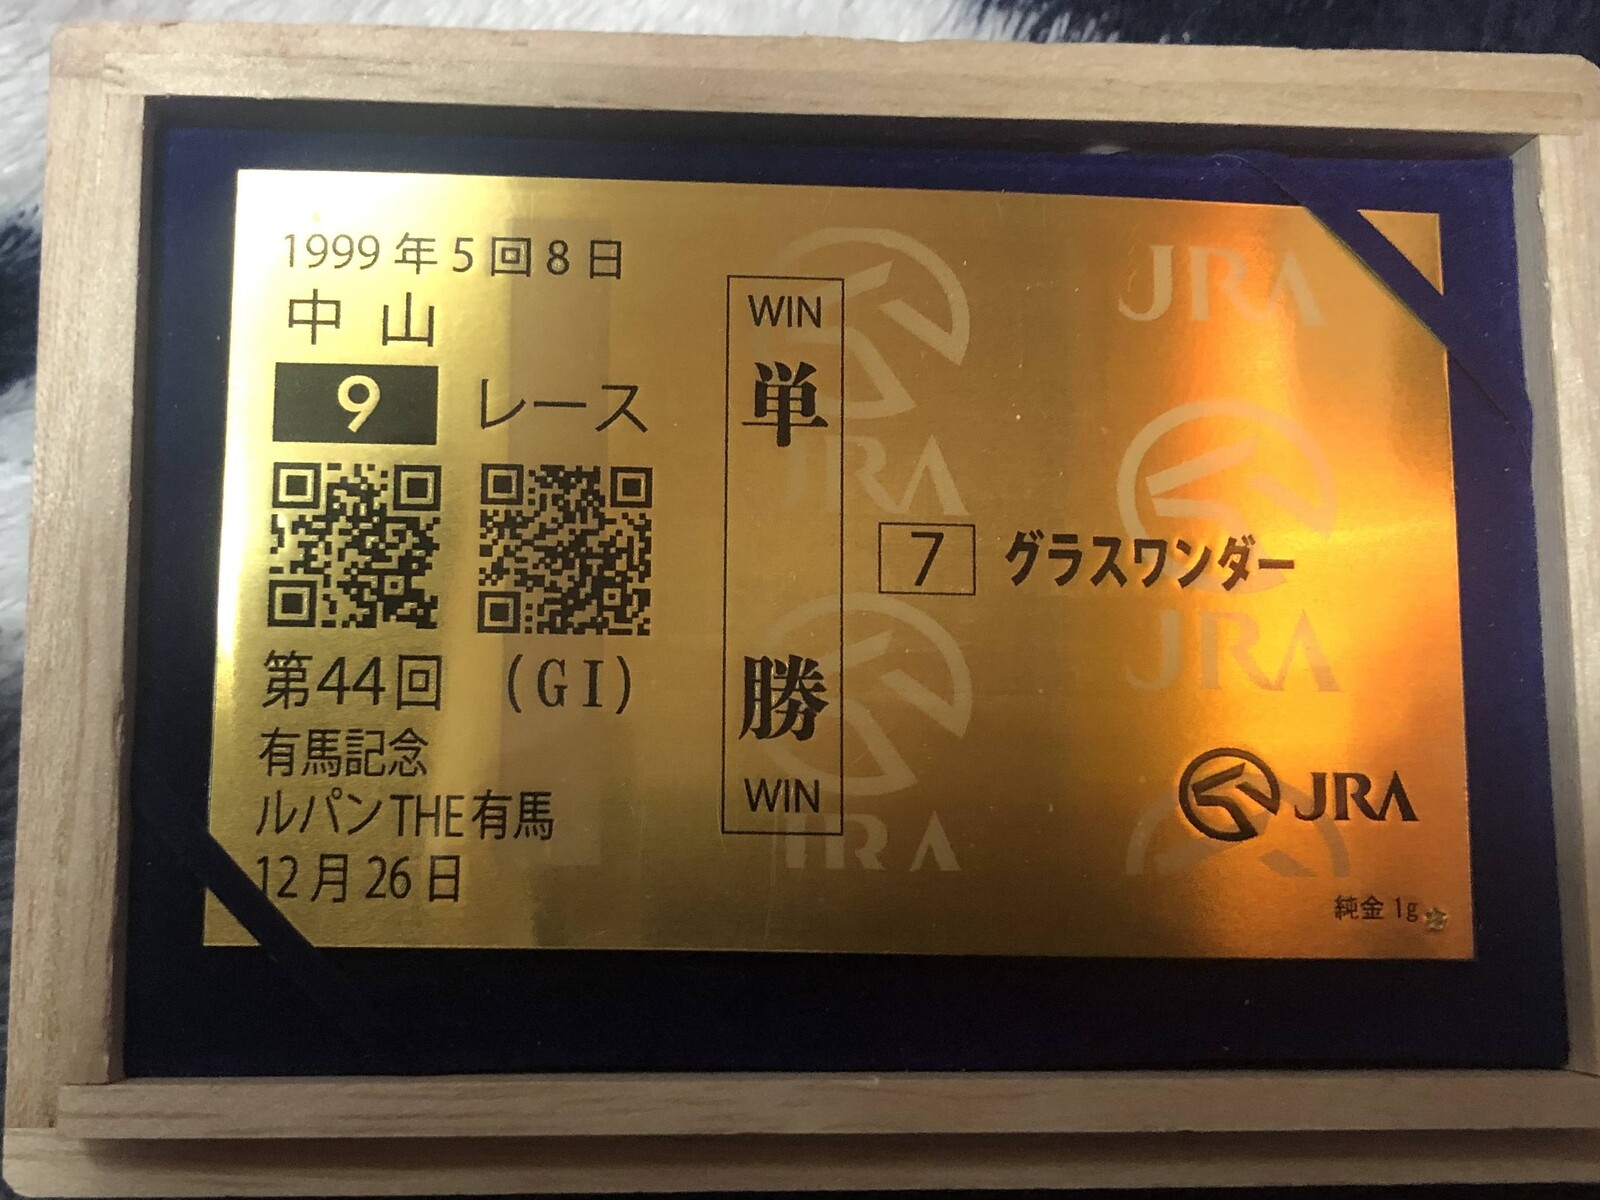 1999年5回8日
中山
9 レース
第44回 (GI)
有馬記念
ルパンTHE有馬
12月26日
WIN
単勝
WIN
7 グラスワンダー
JRA
JRA
JRA
JRA
JRA
JRA
純金 1g